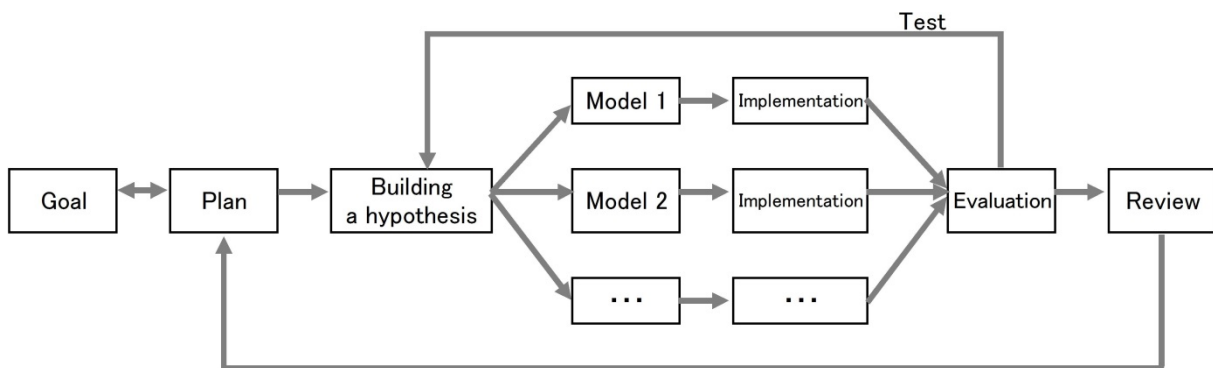 Test
Model 1
Implementation
Goal
Plan
Building
a hypothesis
Model 2
Implementation
Evaluation
Review
・・・
・・・